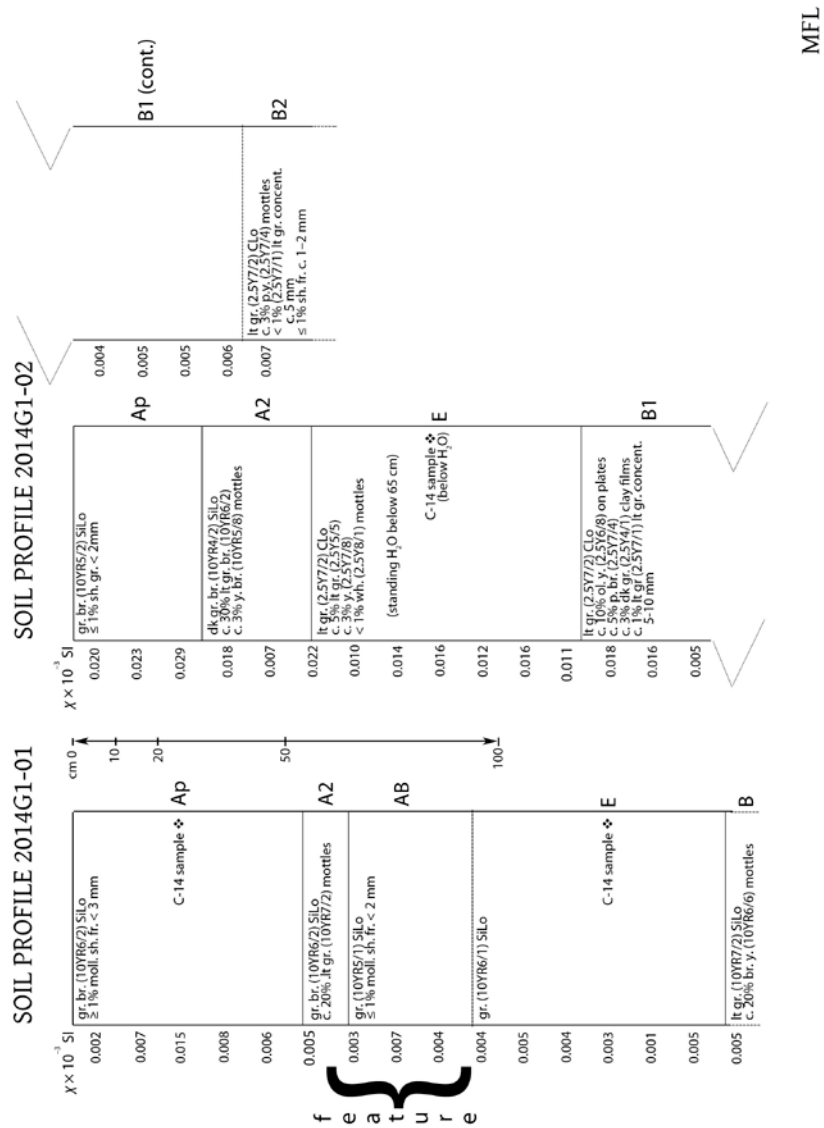 SOIL PROFILE 2014G1-01
χ × 10⁻³ SI
0.002
0.007
0.015
0.008
0.006
0.005
0.003
0.007
0.004
0.004
0.005
0.004
0.003
0.001
0.005
0.005
feature
gr. br. (10YR6/2) SiLo
≥ 1% moll. sh. fr. < 3 mm
C-14 sample ❖
Ap
gr. br. (10YR6/2) SiLo
c. 20% .lt gr. (10YR7/2) mottles
A2
gr. (10YR5/1) SiLo
≤ 1% moll. sh. fr. < 2 mm
AB
gr. (10YR6/1) SiLo
C-14 sample ❖
E
lt gr. (10YR7/2) SiLo
c. 20% br. y. (10YR6/6) mottles
B
cm 0
10
20
50
100
SOIL PROFILE 2014G1-02
χ × 10⁻³ SI
0.020
0.023
0.029
0.018
0.007
0.022
0.010
0.014
0.016
0.012
0.016
0.011
0.018
0.016
0.005
gr. br. (10YR5/2) SiLo
≤ 1% sh. gr. < 2mm
Ap
dk gr. br. (10YR4/2) SiLo
c. 30% lt gr. br. (10YR6/2)
c. 3% y. br. (10YR5/8) mottles
A2
lt gr. (2.5Y7/2) CLo
c. 5% lt gr. (2.5Y5/5)
c. 3% y. (2.5Y7/8)
< 1% wh. (2.5Y8/1) mottles
(standing H₂O below 65 cm)
C-14 sample ❖
(below H₂O)
E
lt gr. (2.5Y7/2) CLo
c. 10% ol. y. (2.5Y6/8) on plates
c. 5% p. br. (2.5Y7/4)
c. 3% dk gr. (2.5Y4/1) clay films
c. 1% lt gr (2.5Y7/1) lt gr. concent.
5-10 mm
B1
0.004
0.005
0.005
0.006
0.007
B1 (cont.)
lt gr. (2.5Y7/2) CLo
c. 3% p.y. (2.5Y7/4) mottles
< 1% (2.5Y7/1) lt gr. concent.
c. 5 mm
≤ 1% sh. fr. c. 1–2 mm
B2
MFL